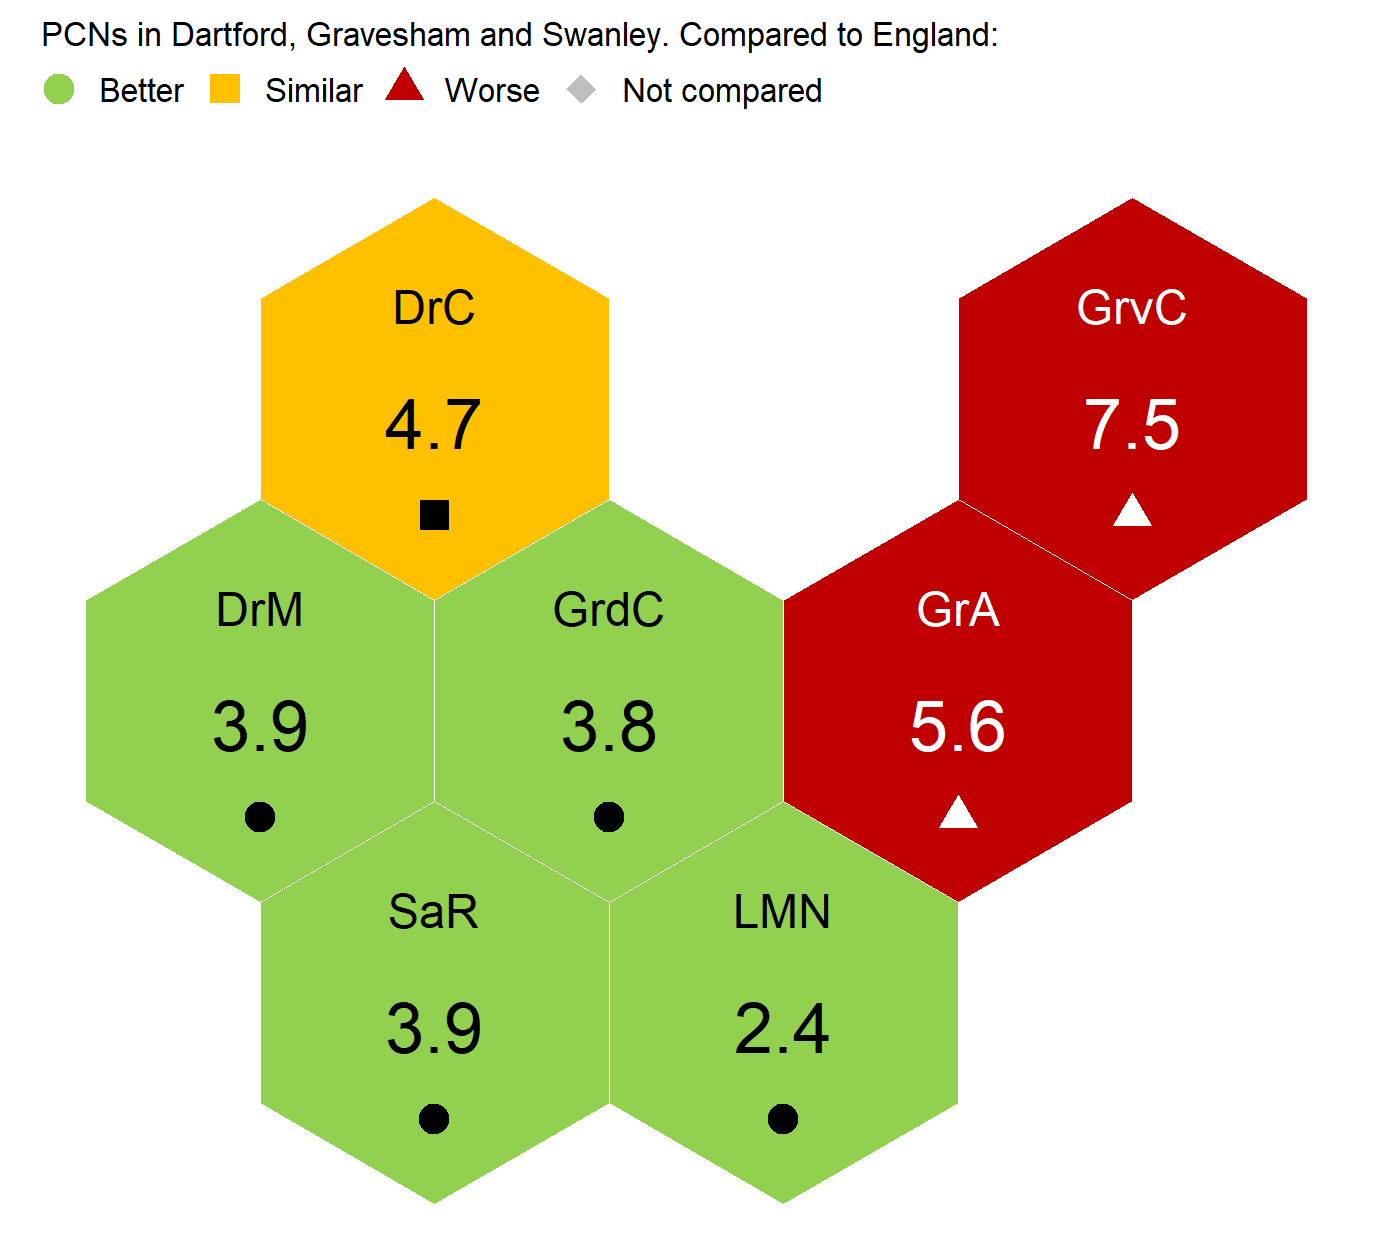 PCNs in Dartford, Gravesham and Swanley. Compared to England:
Better Similar Worse Not compared
DrC
4.7
GrvC
7.5
DrM
3.9
GrdC
3.8
GrA
5.6
SaR
3.9
LMN
2.4